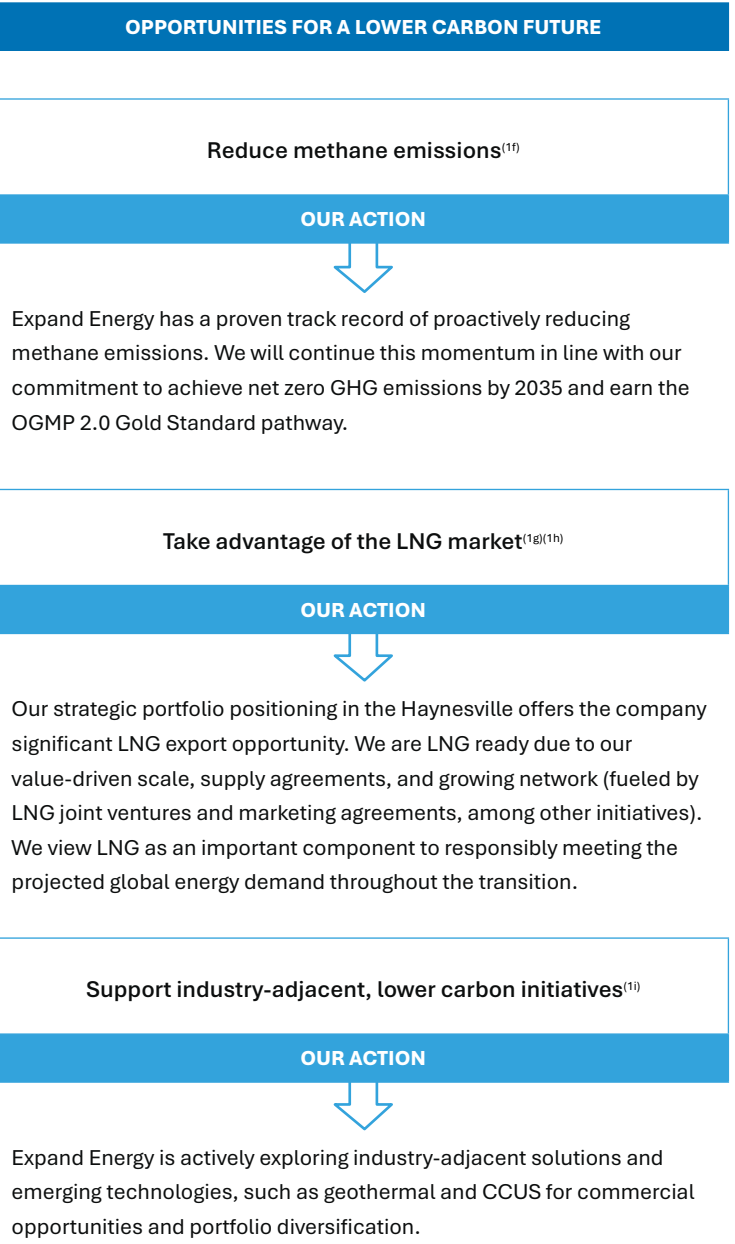 OPPORTUNITIES FOR A LOWER CARBON FUTURE
Reduce methane emissions(1f)
OUR ACTION
Expand Energy has a proven track record of proactively reducing
methane emissions. We will continue this momentum in line with our
commitment to achieve net zero GHG emissions by 2035 and earn the
OGMP 2.0 Gold Standard pathway.
Take advantage of the LNG market(1g)(1h)
OUR ACTION
Our strategic portfolio positioning in the Haynesville offers the company
significant LNG export opportunity. We are LNG ready due to our
value-driven scale, supply agreements, and growing network (fueled by
LNG joint ventures and marketing agreements, among other initiatives).
We view LNG as an important component to responsibly meeting the
projected global energy demand throughout the transition.
Support industry-adjacent, lower carbon initiatives(1i)
OUR ACTION
Expand Energy is actively exploring industry-adjacent solutions and
emerging technologies, such as geothermal and CCUS for commercial
opportunities and portfolio diversification.